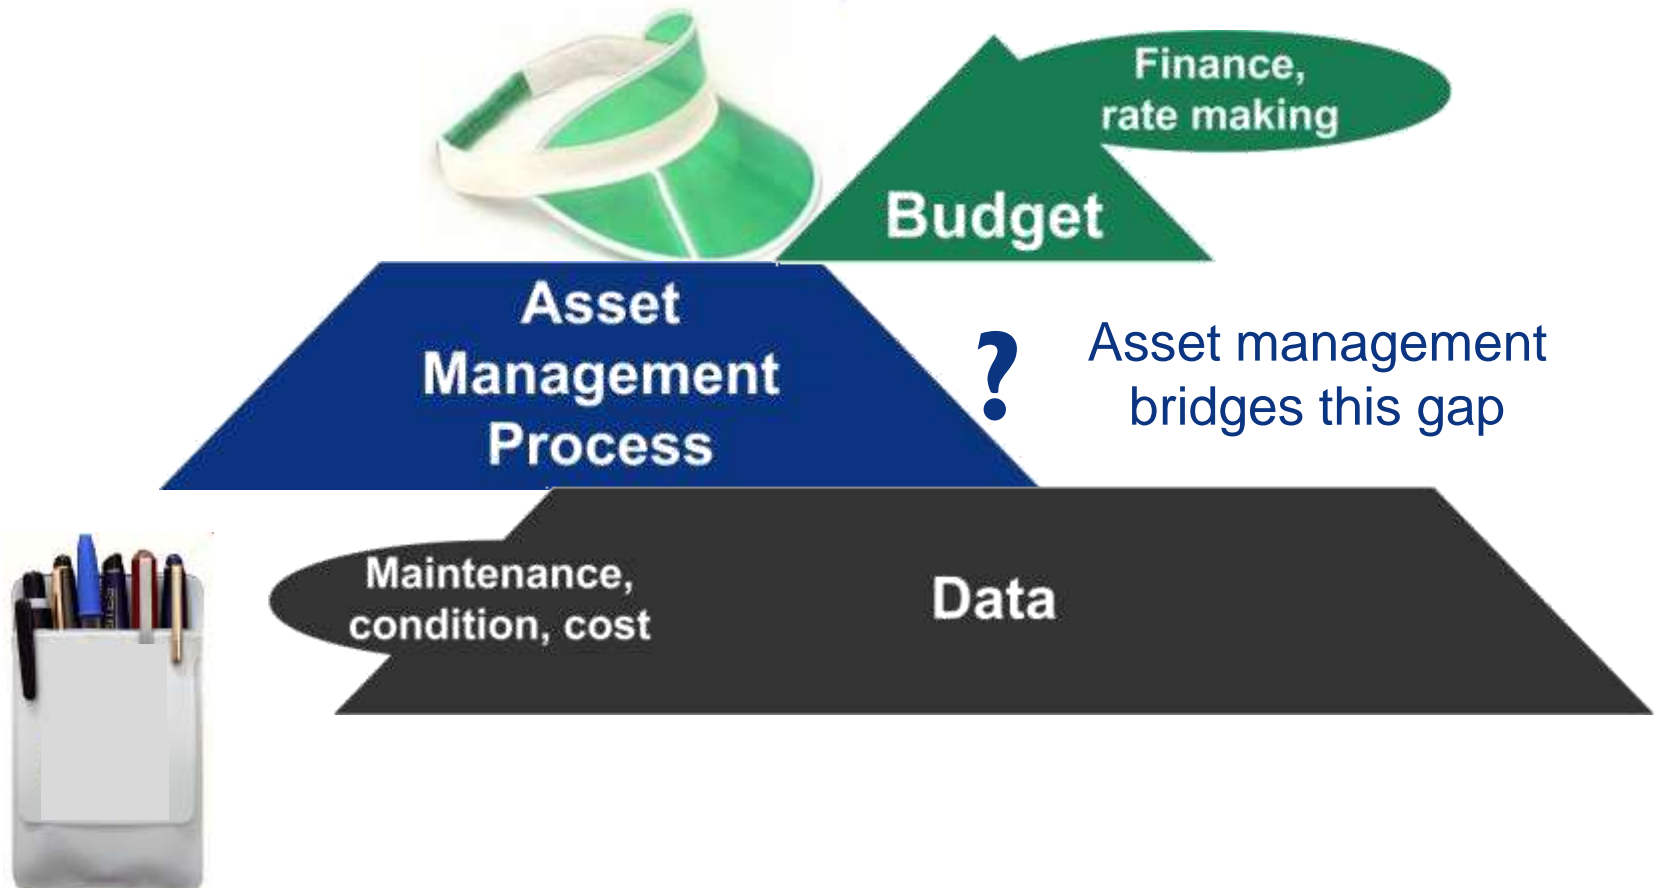 Finance,
rate making
Budget
Asset
Management
Process
?
Asset management
bridges this gap
Maintenance,
condition, cost
Data